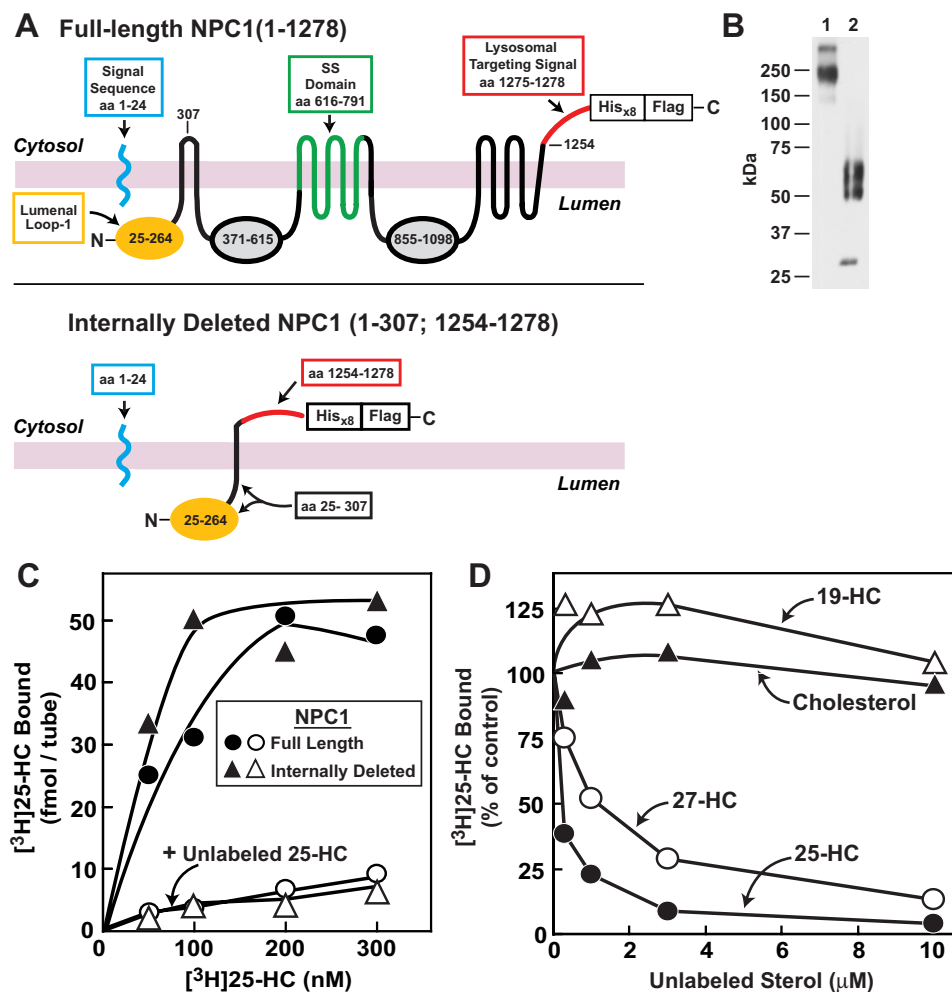 A Full-length NPC1(1-1278)
Signal
Sequence
aa 1-24
307
SS
Domain
aa 616-791
Lysosomal
Targeting Signal
aa 1275-1278
Hisx8 Flag C
1254
Cytosol
Lumen
Lumenal
Loop-1
N 25-264
371-615
855-1098
Internally Deleted NPC1 (1-307; 1254-1278)
aa 1-24
aa 1254-1278
Hisx8 Flag C
Cytosol
Lumen
N 25-264
aa 25- 307
B
1 2
kDa
250
150
100
75
50
37
25
C
[3H]25-HC Bound
(fmol / tube)
50
40
30
20
10
0
NPC1
Full Length
Internally Deleted
+ Unlabeled 25-HC
0 100 200 300
[3H]25-HC (nM)
D
[3H]25-HC Bound
(% of control)
125
100
75
50
25
0
19-HC
Cholesterol
27-HC
25-HC
0 2 4 6 8 10
Unlabeled Sterol (μM)